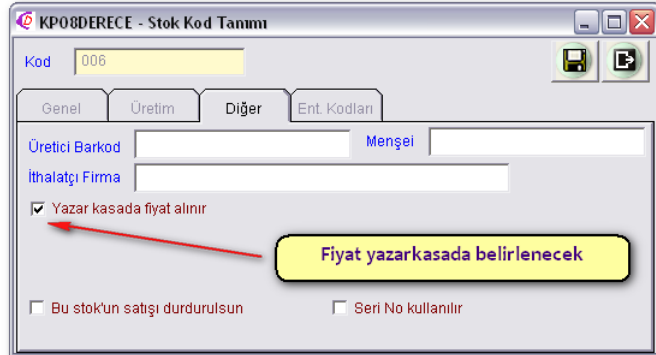 KP08DERECE - Stok Kod Tanımı
Kod 006
Genel Üretim Diğer Ent. Kodları
Üretici Barkod Menşei
İthalatçı Firma
Yazar kasada fiyat alınır
Fiyat yazarkasada belirlenecek
Bu stok'un satışı durdurulsun Seri No kullanılır